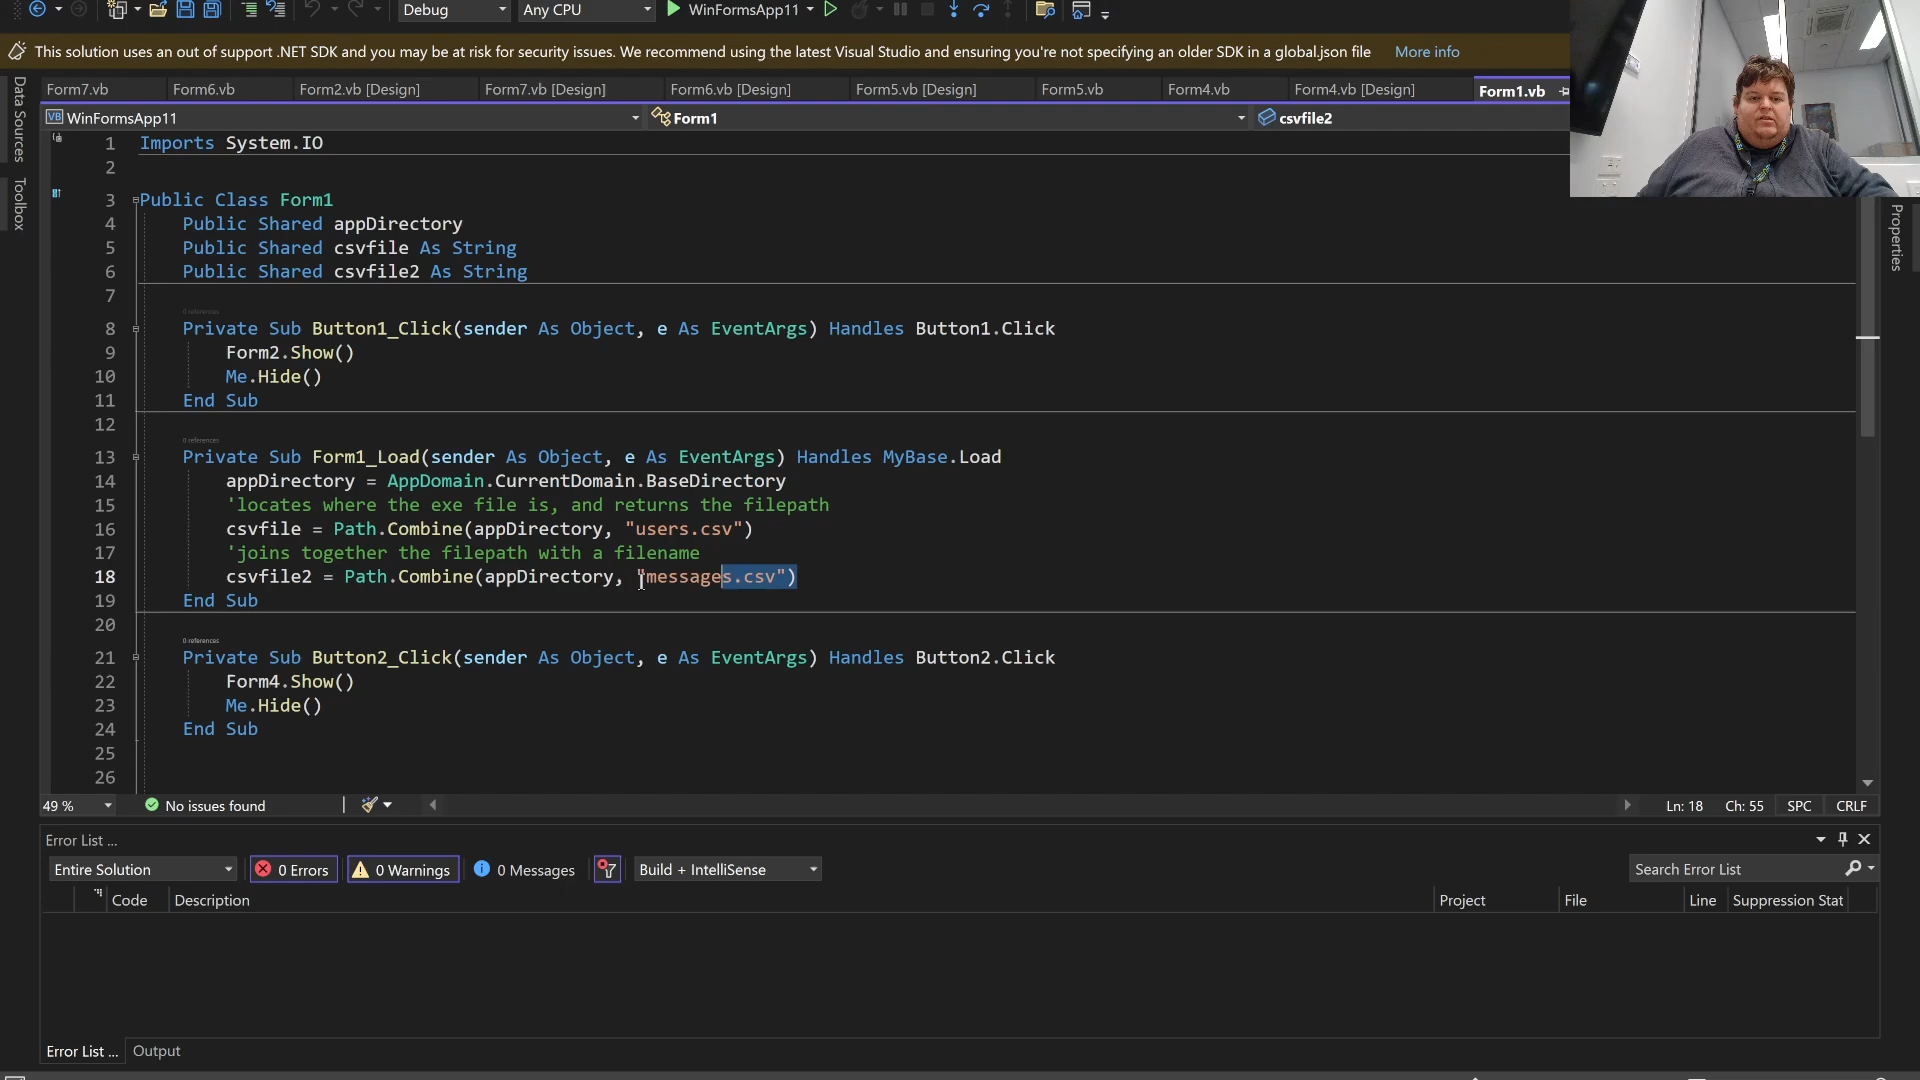 Debug
Any CPU
WinFormsApp11
This solution uses an out of support .NET SDK and you may be at risk for security issues. We recommend using the latest Visual Studio and ensuring you're not specifying an older SDK in a global.json file More info
Data Sources
Toolbox
Properties
Form7.vb Form6.vb Form2.vb [Design] Form7.vb [Design] Form6.vb [Design] Form5.vb [Design] Form5.vb Form4.vb Form4.vb [Design] Form1.vb
WinFormsApp11 Form1 csvfile2
1 Imports System.IO
2
3 Public Class Form1
4 Public Shared appDirectory
5 Public Shared csvfile As String
6 Public Shared csvfile2 As String
7
0 references
8 Private Sub Button1_Click(sender As Object, e As EventArgs) Handles Button1.Click
9 Form2.Show()
10 Me.Hide()
11 End Sub
12
0 references
13 Private Sub Form1_Load(sender As Object, e As EventArgs) Handles MyBase.Load
14 appDirectory = AppDomain.CurrentDomain.BaseDirectory
15 'locates where the exe file is, and returns the filepath
16 csvfile = Path.Combine(appDirectory, "users.csv")
17 'joins together the filepath with a filename
18 csvfile2 = Path.Combine(appDirectory, "messages.csv")
19 End Sub
20
0 references
21 Private Sub Button2_Click(sender As Object, e As EventArgs) Handles Button2.Click
22 Form4.Show()
23 Me.Hide()
24 End Sub
25
26
49 % No issues found Ln: 18 Ch: 55 SPC CRLF
Error List ...
Entire Solution 0 Errors 0 Warnings 0 Messages Build + IntelliSense Search Error List
Code Description Project File Line Suppression Stat
Error List ... Output